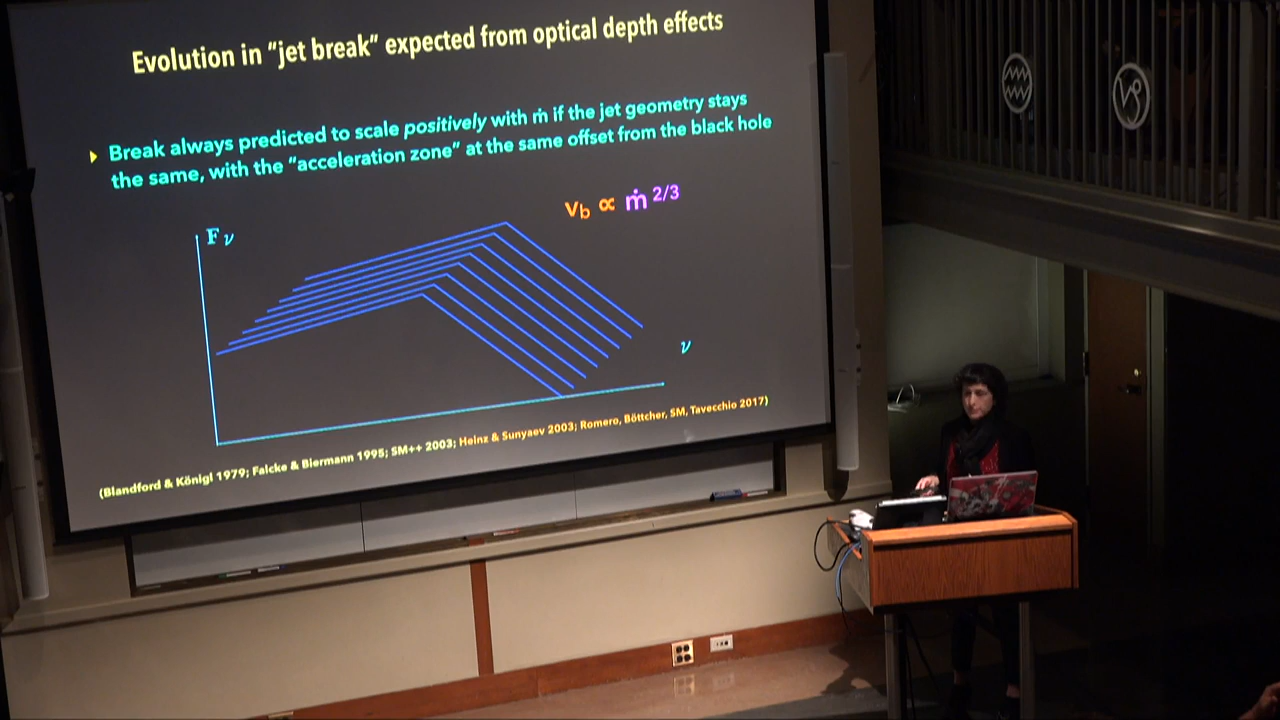 Evolution in "jet break" expected from optical depth effects
Break always predicted to scale positively with ṁ if the jet geometry stays
the same, with the "acceleration zone" at the same offset from the black hole
νb ∝ ṁ 2/3
F ν
ν
(Blandford & Königl 1979; Falcke & Biermann 1995; SM++ 2003; Heinz & Sunyaev 2003; Romero, Böttcher, SM, Tavecchio 2017)